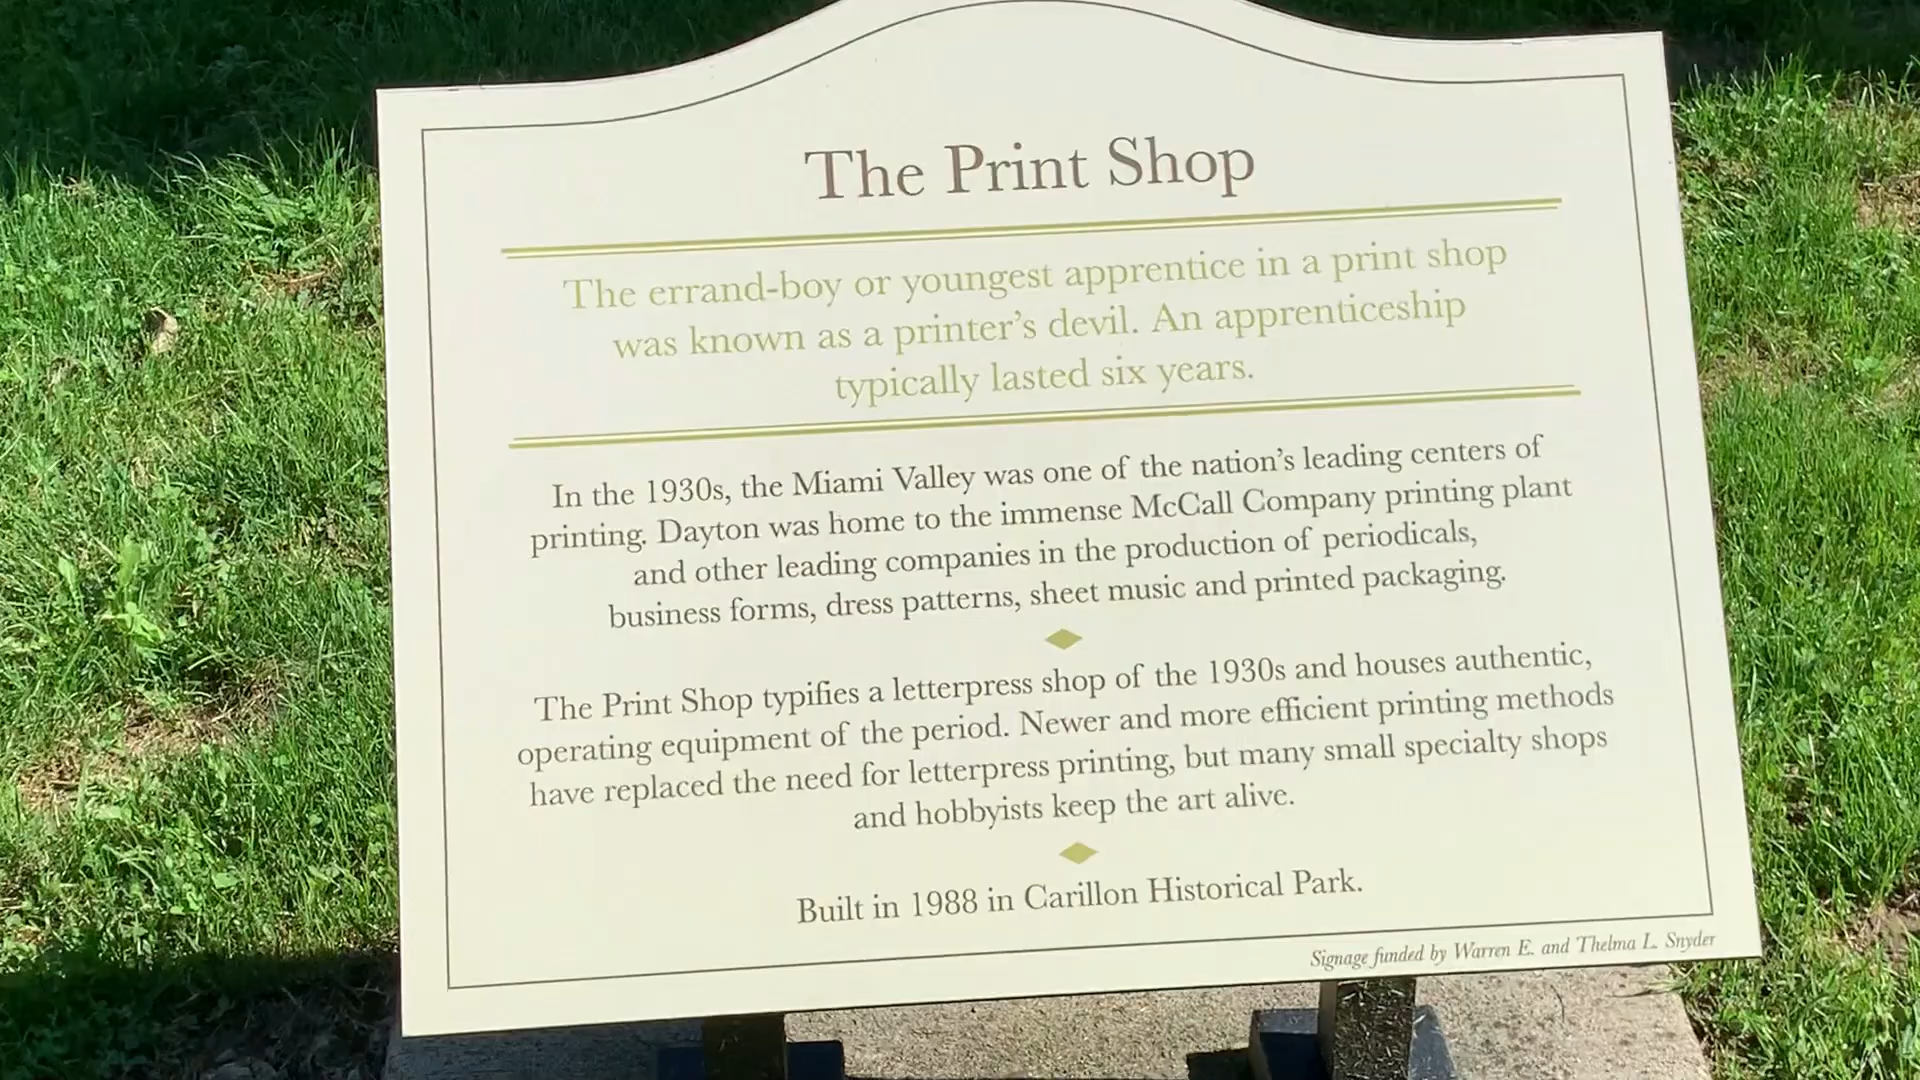 The Print Shop
The errand-boy or youngest apprentice in a print shop
was known as a printer's devil. An apprenticeship
typically lasted six years.
In the 1930s, the Miami Valley was one of the nation's leading centers of
printing. Dayton was home to the immense McCall Company printing plant
and other leading companies in the production of periodicals,
business forms, dress patterns, sheet music and printed packaging.
The Print Shop typifies a letterpress shop of the 1930s and houses authentic,
operating equipment of the period. Newer and more efficient printing methods
have replaced the need for letterpress printing, but many small specialty shops
and hobbyists keep the art alive.
Built in 1988 in Carillon Historical Park.
Signage funded by Warren E. and Thelma L. Snyder